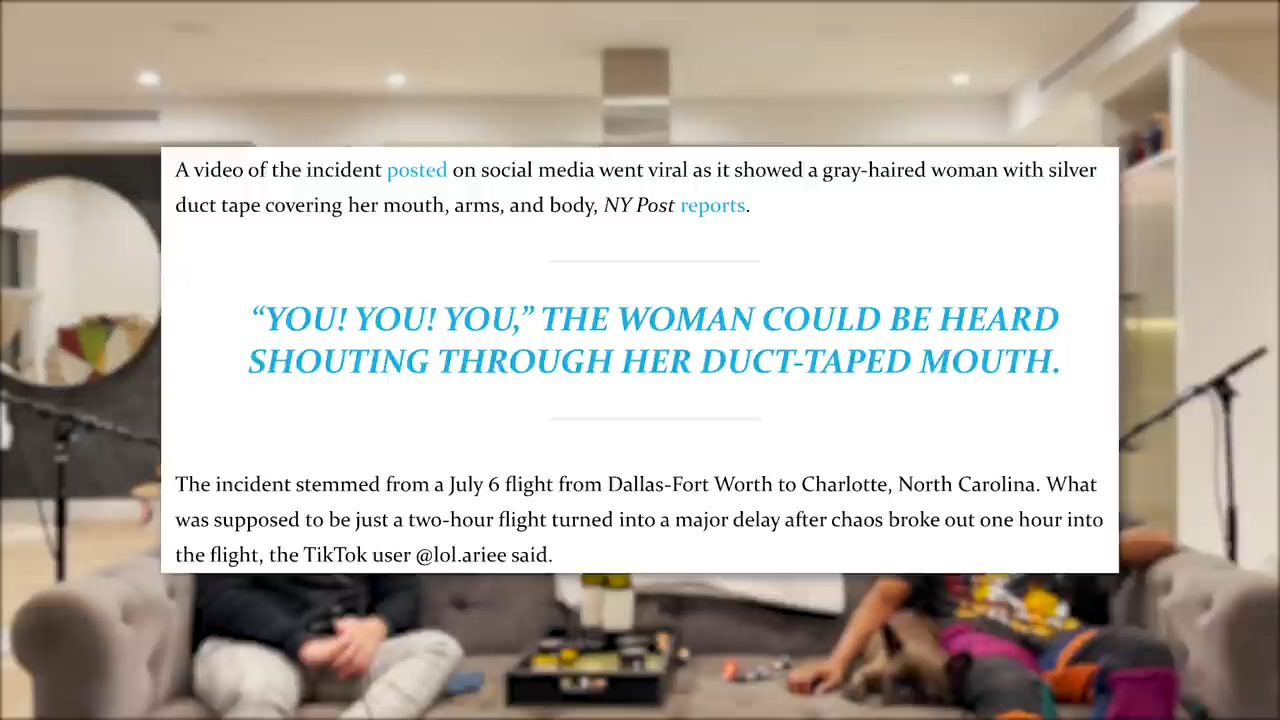 A video of the incident posted on social media went viral as it showed a gray-haired woman with silver
duct tape covering her mouth, arms, and body, NY Post reports.
“YOU! YOU! YOU,” THE WOMAN COULD BE HEARD
SHOUTING THROUGH HER DUCT-TAPED MOUTH.
The incident stemmed from a July 6 flight from Dallas-Fort Worth to Charlotte, North Carolina. What
was supposed to be just a two-hour flight turned into a major delay after chaos broke out one hour into
the flight, the TikTok user @lol.ariee said.